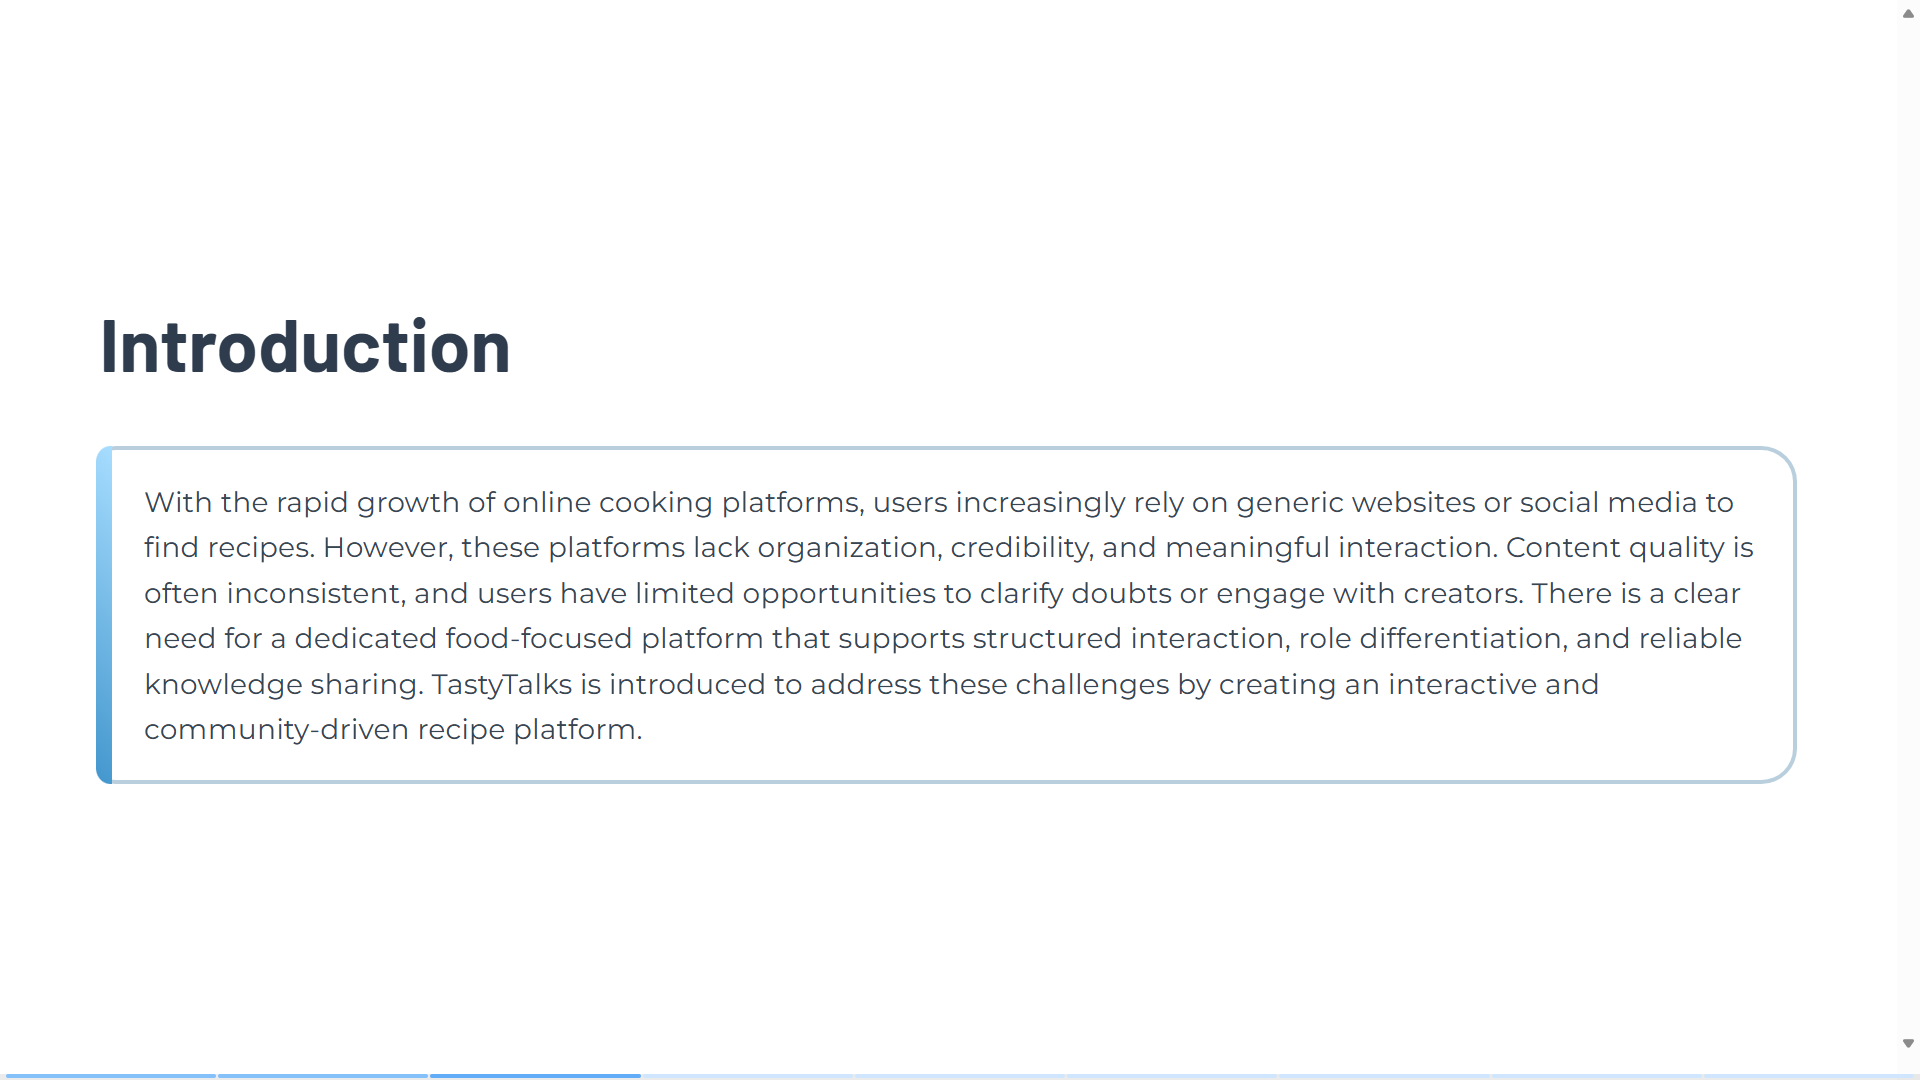 Introduction
With the rapid growth of online cooking platforms, users increasingly rely on generic websites or social media to
find recipes. However, these platforms lack organization, credibility, and meaningful interaction. Content quality is
often inconsistent, and users have limited opportunities to clarify doubts or engage with creators. There is a clear
need for a dedicated food-focused platform that supports structured interaction, role differentiation, and reliable
knowledge sharing. TastyTalks is introduced to address these challenges by creating an interactive and
community-driven recipe platform.